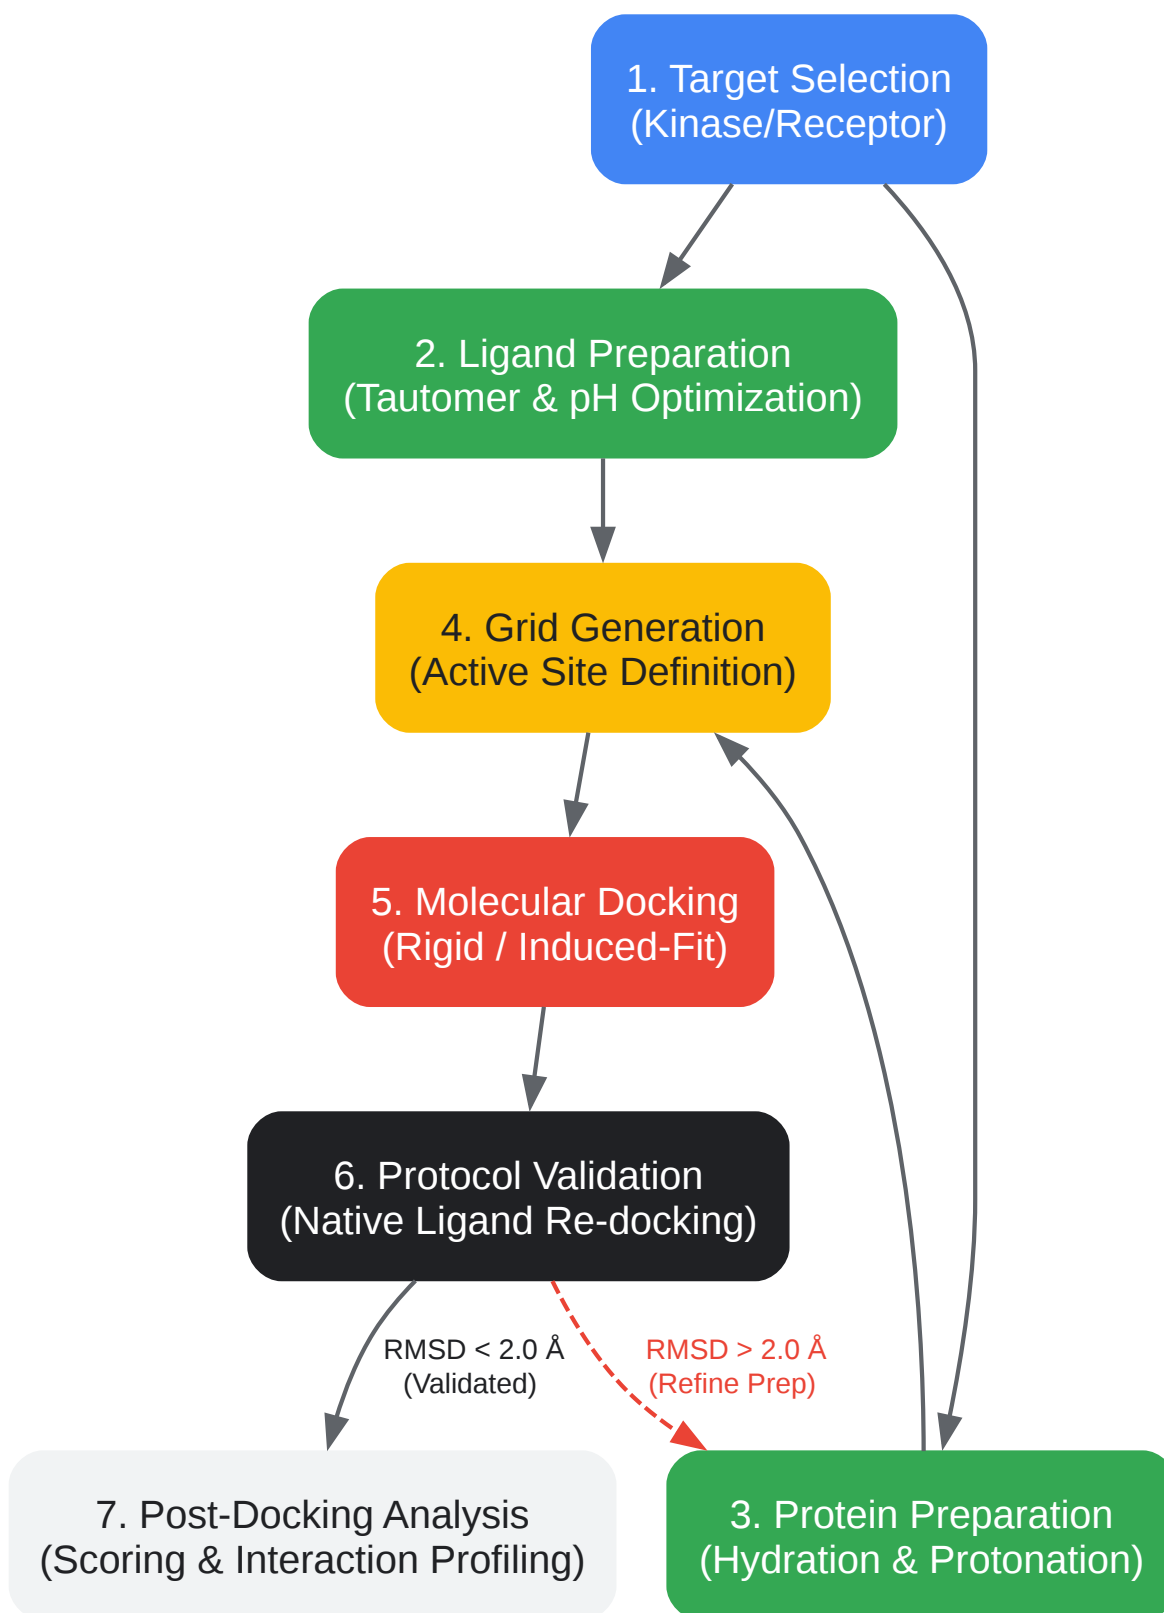 1. Target Selection
(Kinase/Receptor)
2. Ligand Preparation
(Tautomer & pH Optimization)
4. Grid Generation
(Active Site Definition)
5. Molecular Docking
(Rigid / Induced-Fit)
6. Protocol Validation
(Native Ligand Re-docking)
RMSD < 2.0 Å
(Validated)
RMSD > 2.0 Å
(Refine Prep)
7. Post-Docking Analysis
(Scoring & Interaction Profiling)
3. Protein Preparation
(Hydration & Protonation)